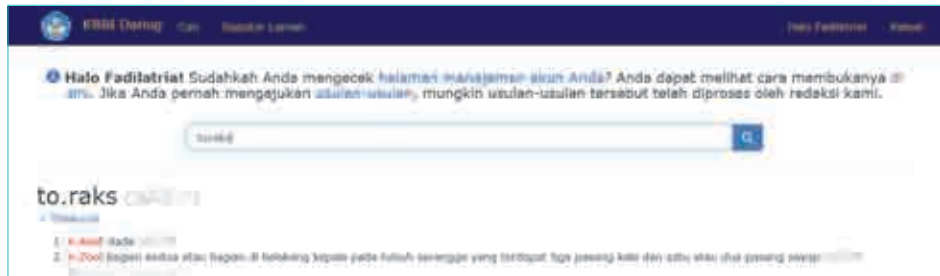 KBBI Daring Cari
Halo Fadilatriat Sudahkah Anda mengecek halaman manajemen akun Anda? Anda dapat melihat cara membukanya di
sini. Jika Anda pernah mengajukan usulan-usulan, mungkin usulan-usulan tersebut telah diproses oleh redaksi kami.
toraks
to.raks
1. n Anat dada
2. n Zool bagian kedua atau bagian di belakang kepala pada tubuh serangga yang terdapat tiga pasang kaki dan satu atau dua pasang sayap